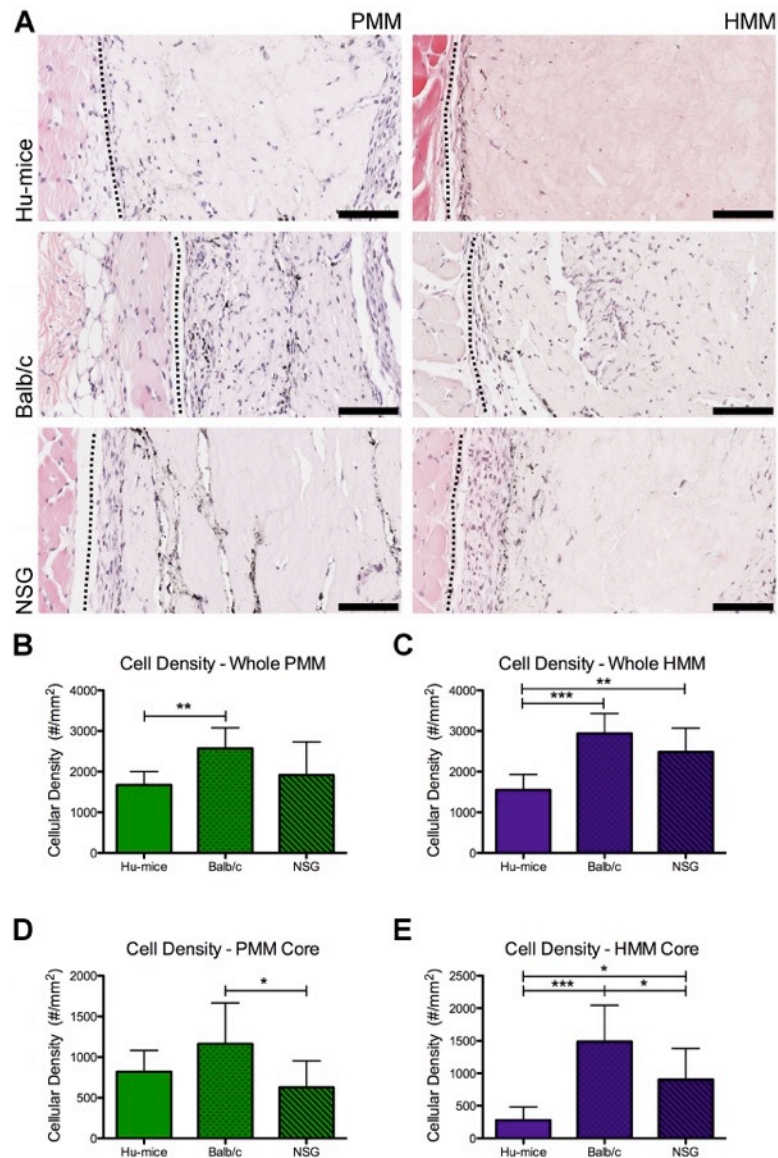 A
PMM
HMM
Hu-mice
Balb/c
NSG
B
Cell Density - Whole PMM
Cellular Density (#/mm²)
4000
3000
2000
1000
0
**
Hu-mice Balb/c NSG
C
Cell Density - Whole HMM
Cellular Density (#/mm²)
4000
3000
2000
1000
0
**
***
Hu-mice Balb/c NSG
D
Cell Density - PMM Core
Cellular Density (#/mm²)
2000
1500
1000
500
0
*
Hu-mice Balb/c NSG
E
Cell Density - HMM Core
Cellular Density (#/mm²)
2500
2000
1500
1000
500
0
*
*** *
Hu-mice Balb/c NSG